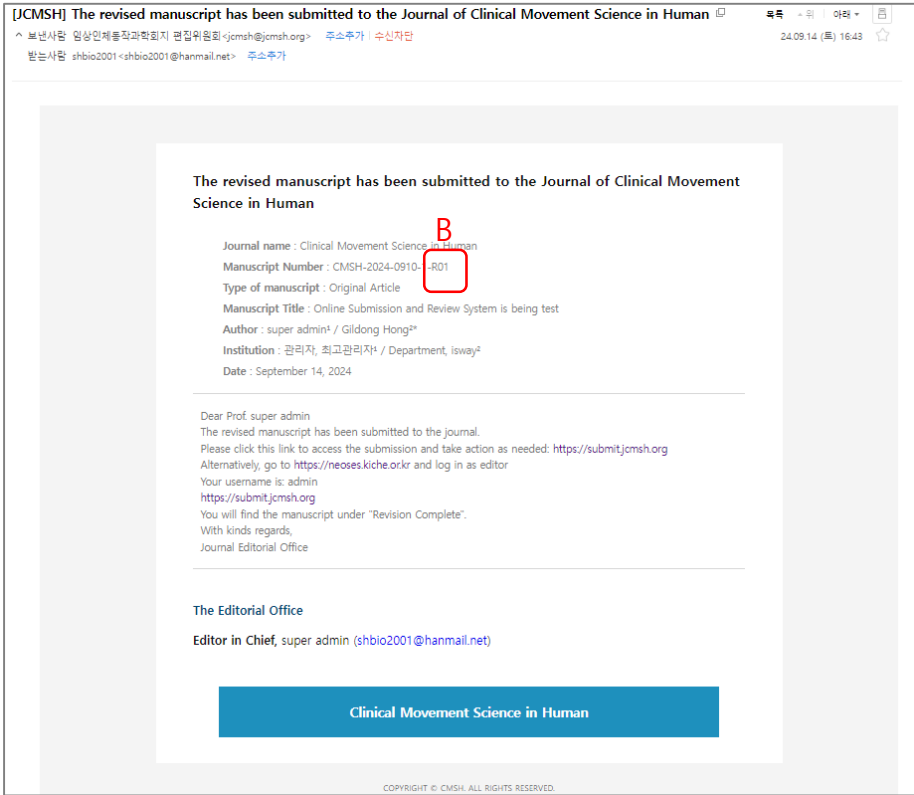 [JCMSH] The revised manuscript has been submitted to the Journal of Clinical Movement Science in Human 목록 위 아래
보낸사람 임상인체동작과학회지 편집위원회<jcmsh@jcmsh.org> 주소추가 | 수신차단 24.09.14 (토) 16:43
받는사람 shbio2001<shbio2001@hanmail.net> 주소추가
The revised manuscript has been submitted to the Journal of Clinical Movement
Science in Human
B
Journal name : Clinical Movement Science in Human
Manuscript Number : CMSH-2024-0910-1-R01
Type of manuscript : Original Article
Manuscript Title : Online Submission and Review System is being test
Author : super admin¹ / Gildong Hong²*
Institution : 관리자, 최고관리자¹ / Department, isway²
Date : September 14, 2024
Dear Prof. super admin
The revised manuscript has been submitted to the journal.
Please click this link to access the submission and take action as needed: https://submit.jcmsh.org
Alternatively, go to https://neoses.kiche.or.kr and log in as editor
Your username is: admin
https://submit.jcmsh.org
You will find the manuscript under "Revision Complete".
With kinds regards,
Journal Editorial Office
The Editorial Office
Editor in Chief, super admin (shbio2001@hanmail.net)
Clinical Movement Science in Human
COPYRIGHT © CMSH. ALL RIGHTS RESERVED.